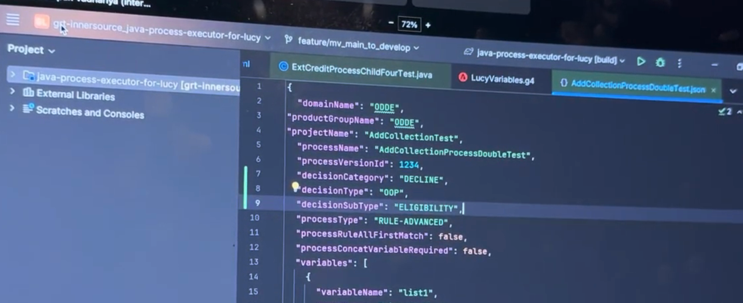 72%
grt-innersource_java-process-executor-for-lucy
feature/mv_main_to_develop
java-process-executor-for-lucy [build]
Project
java-process-executor-for-lucy [grt-innersou
External Libraries
Scratches and Consoles
ml
ExtCreditProcessChildFourTest.java
LucyVariables.g4
{} AddCollectionProcessDoubleTest.json
2
1 {
2 "domainName": "ODDE",
3 "productGroupName": "ODDE",
4 "projectName": "AddCollectionTest",
5 "processName": "AddCollectionProcessDoubleTest",
6 "processVersionId": 1234,
7 "decisionCategory": "DECLINE",
8 "decisionType": "OOP",
9 "decisionSubType": "ELIGIBILITY",
10 "processType": "RULE-ADVANCED",
11 "processRuleAllFirstMatch": false,
12 "processConcatVariableRequired": false,
13 "variables": [
14 {
15 "variableName": "list1",